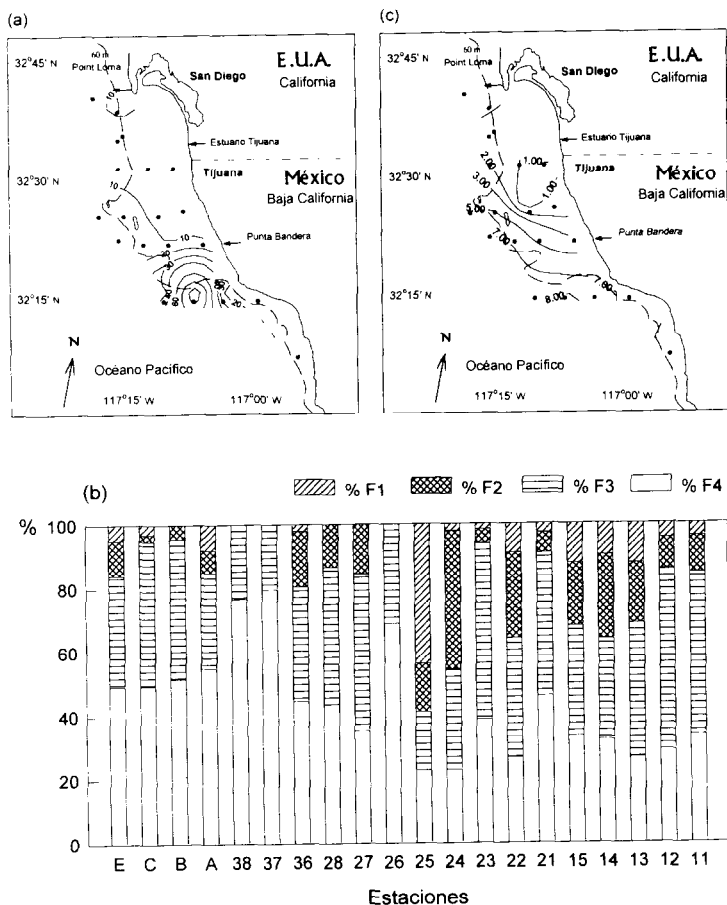 (a)
32°45' N
60 m
Point Loma
San Diego
E.U.A.
California
10
Estuario Tijuana
Tijuana
32°30' N
México
Baja California
10
10
Punta Bandera
32°15' N
N
Océano Pacífico
117°15' W
117°00' W
(c)
32°45' N
60 m
Point Loma
San Diego
E.U.A.
California
Estuario Tijuana
2.00
1.00
Tijuana
32°30' N
3.00
1.00
México
Baja California
5.00
7.00
Punta Bandera
32°15' N
8.00
N
Océano Pacífico
117°15' W
117°00' W
(b)
% F1
% F2
% F3
% F4
%
100
80
60
40
20
0
E C B A 38 37 36 28 27 26 25 24 23 22 21 15 14 13 12 11
Estaciones